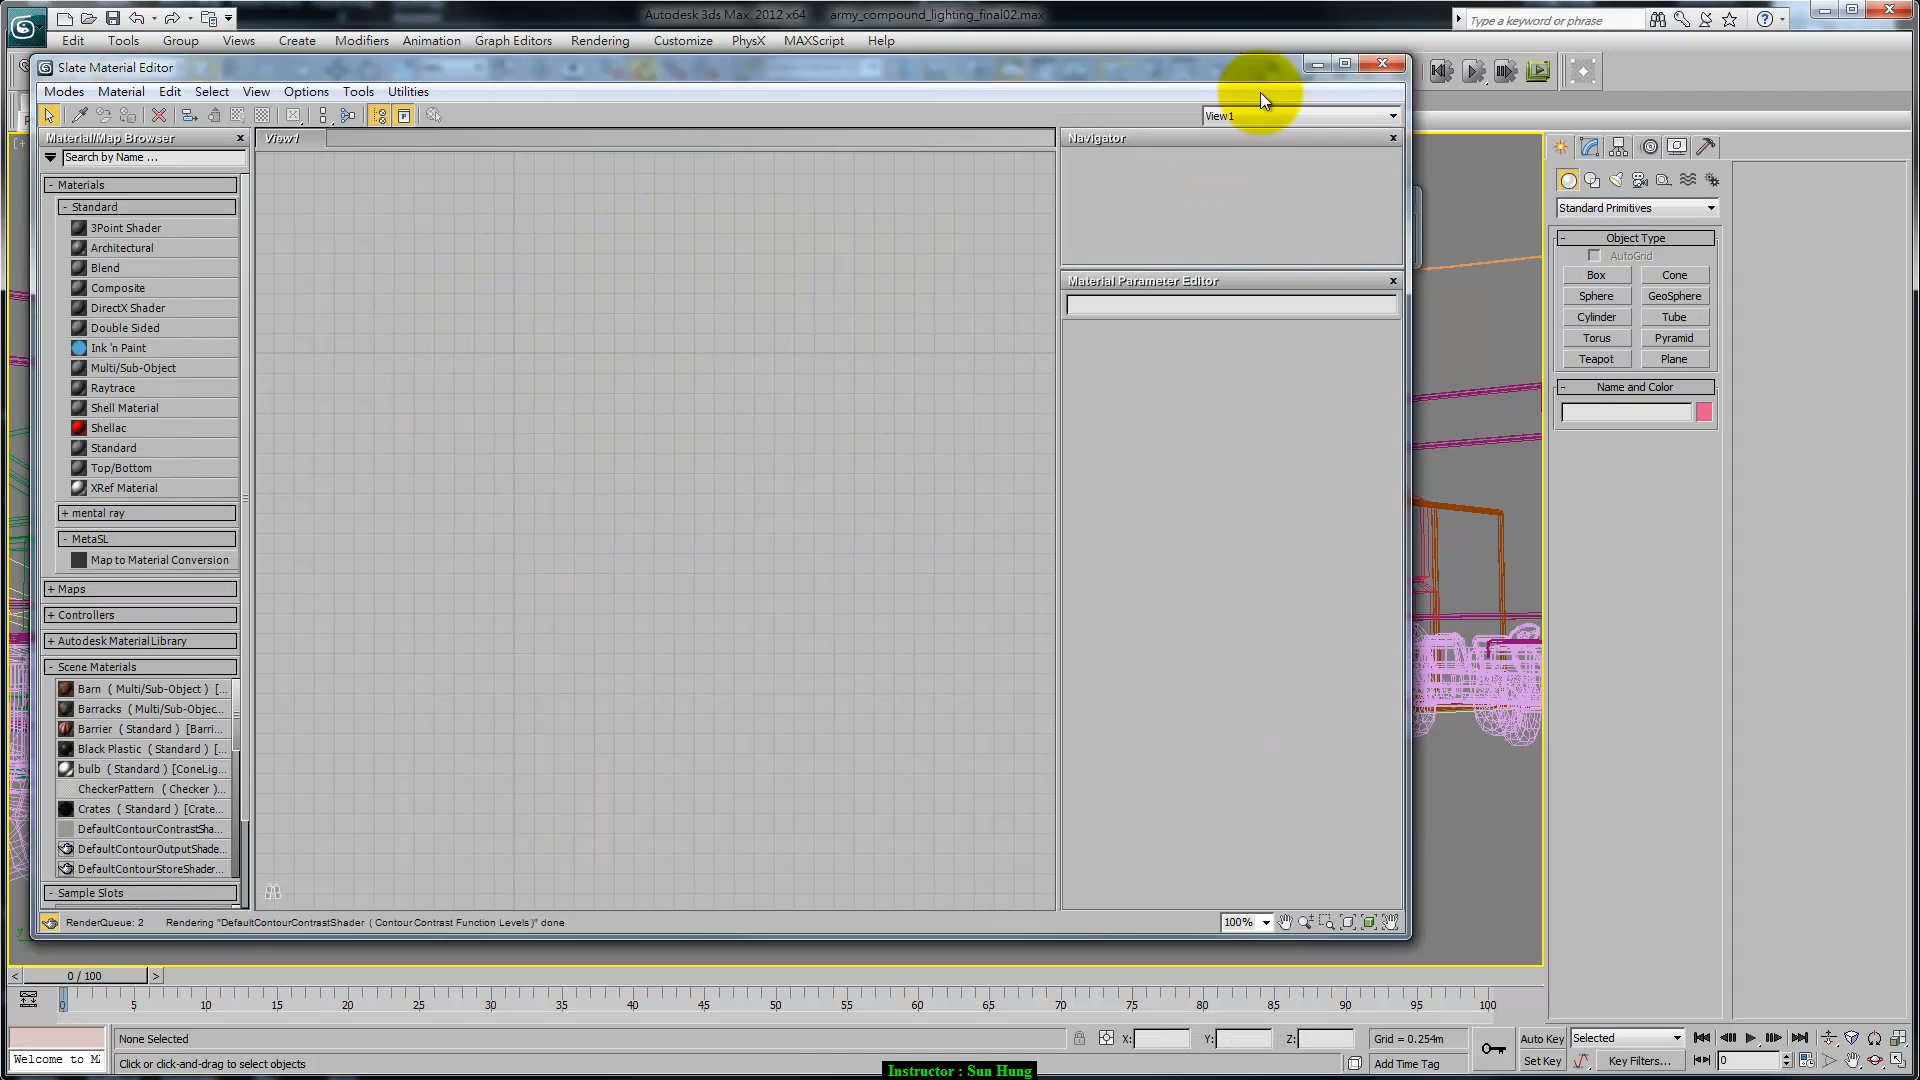 Autodesk 3ds Max 2012 x64 army_compound_lighting_final02.max
Type a keyword or phrase
Edit Tools Group Views Create Modifiers Animation Graph Editors Rendering Customize PhysX MAXScript Help
Slate Material Editor
Modes Material Edit Select View Options Tools Utilities
View1
Material/Map Browser
View1
Navigator
Search by Name ...
- Materials
- Standard
3Point Shader
Architectural
Blend
Composite
DirectX Shader
Double Sided
Ink 'n Paint
Multi/Sub-Object
Raytrace
Shell Material
Shellac
Standard
Top/Bottom
XRef Material
+ mental ray
- MetaSL
Map to Material Conversion
+ Maps
+ Controllers
+ Autodesk Material Library
- Scene Materials
Barn ( Multi/Sub-Object ) [...
Barracks ( Multi/Sub-Objec...
Barrier ( Standard ) [Barri...
Black Plastic ( Standard ) [...
bulb ( Standard ) [ConeLig...
CheckerPattern ( Checker )...
Crates ( Standard ) [Crate...
DefaultContourContrastSha...
DefaultContourOutputShade...
DefaultContourStoreShader...
- Sample Slots
Material Parameter Editor
RenderQueue: 2 Rendering "DefaultContourContrastShader ( Contour Contrast Function Levels )" done
100%
Standard Primitives
- Object Type
AutoGrid
Box Cone
Sphere GeoSphere
Cylinder Tube
Torus Pyramid
Teapot Plane
- Name and Color
< 0 / 100 >
0 5 10 15 20 25 30 35 40 45 50 55 60 65 70 75 80 85 90 95 100
None Selected X: Y: Z: Grid = 0.254m Auto Key Selected
Welcome to M Click or click-and-drag to select objects Add Time Tag Set Key Key Filters... 0
Instructor : Sun Hung